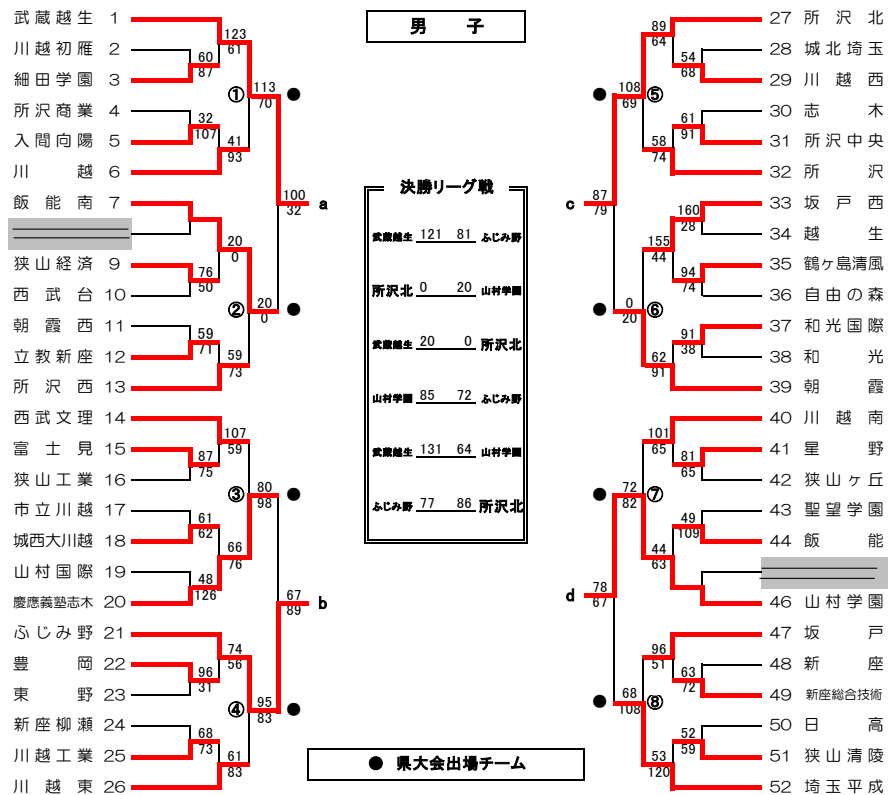 男 子
武蔵越生 1
川越初雁 2
細田学園 3
所沢商業 4
入間向陽 5
川越 6
飯能南 7
狭山経済 9
西武台 10
朝霞西 11
立教新座 12
所沢西 13
西武文理 14
富士見 15
狭山工業 16
市立川越 17
城西大川越 18
山村国際 19
慶應義塾志木 20
ふじみ野 21
豊岡 22
東野 23
新座柳瀬 24
川越工業 25
川越東 26
123
61
60
87
① 113
70 ●
32
107
41
93
100
32 a
20
0
76
50
② 20
0 ●
59
71
59
73
107
59
87
75
③ 80
98 ●
61
62
66
76
48
126
67
89 b
74
56
96
31
④ 95
83 ●
68
73
61
83
決勝リーグ戦
武蔵越生 121 81 ふじみ野
所沢北 0 20 山村学園
武蔵越生 20 0 所沢北
山村学園 85 72 ふじみ野
武蔵越生 131 64 山村学園
ふじみ野 77 86 所沢北
89
64
54
68
● 108
69 ⑤
61
91
58
74
c 87
79
160
28
155
44
94
74
● 0
20 ⑥
91
38
62
91
101
65
81
65
● 72
82 ⑦
49
109
44
63
d 78
67
96
51
63
72
● 68
108 ⑧
52
59
53
120
27 所沢北
28 城北埼玉
29 川越西
30 志木
31 所沢中央
32 所沢
33 坂戸西
34 越生
35 鶴ヶ島清風
36 自由の森
37 和光国際
38 和光
39 朝霞
40 川越南
41 星野
42 狭山ヶ丘
43 聖望学園
44 飯能
46 山村学園
47 坂戸
48 新座
49 新座総合技術
50 日高
51 狭山清陵
52 埼玉平成
● 県大会出場チーム